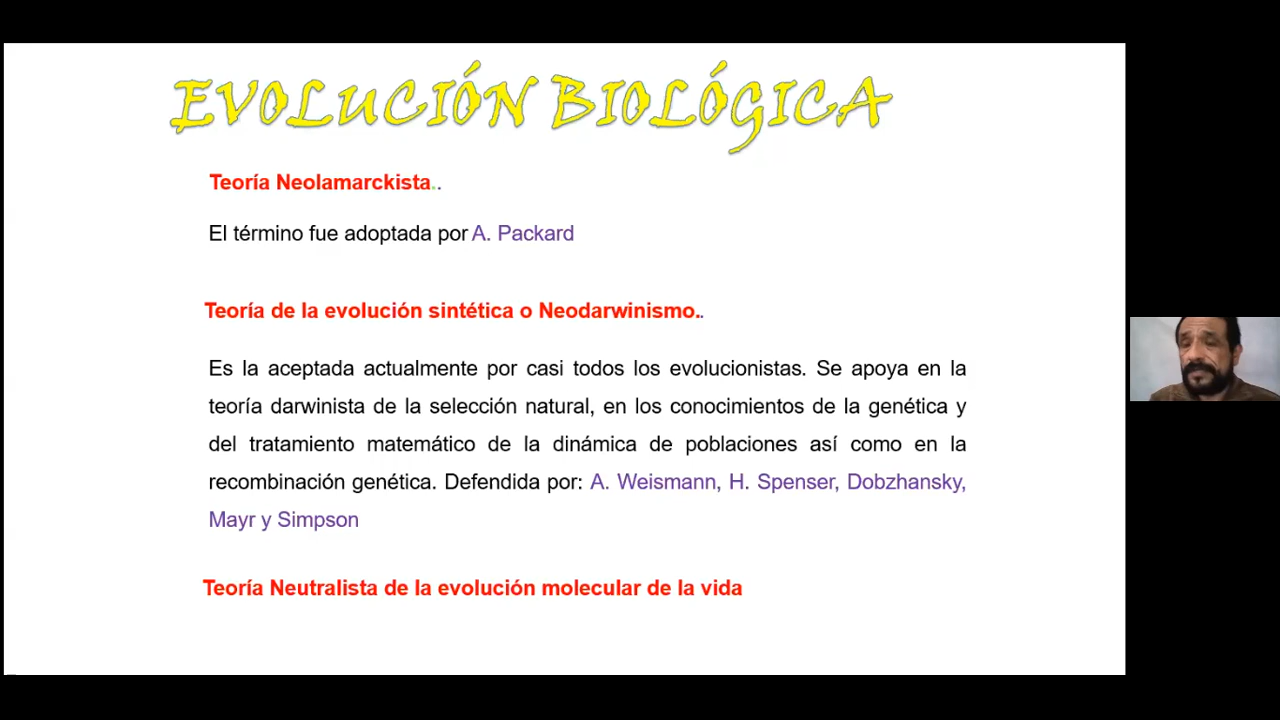 EVOLUCIÓN BIOLÓGICA
Teoría Neolamarckista..
El término fue adoptada por A. Packard
Teoría de la evolución sintética o Neodarwinismo..
Es la aceptada actualmente por casi todos los evolucionistas. Se apoya en la
teoría darwinista de la selección natural, en los conocimientos de la genética y
del tratamiento matemático de la dinámica de poblaciones así como en la
recombinación genética. Defendida por: A. Weismann, H. Spenser, Dobzhansky,
Mayr y Simpson
Teoría Neutralista de la evolución molecular de la vida